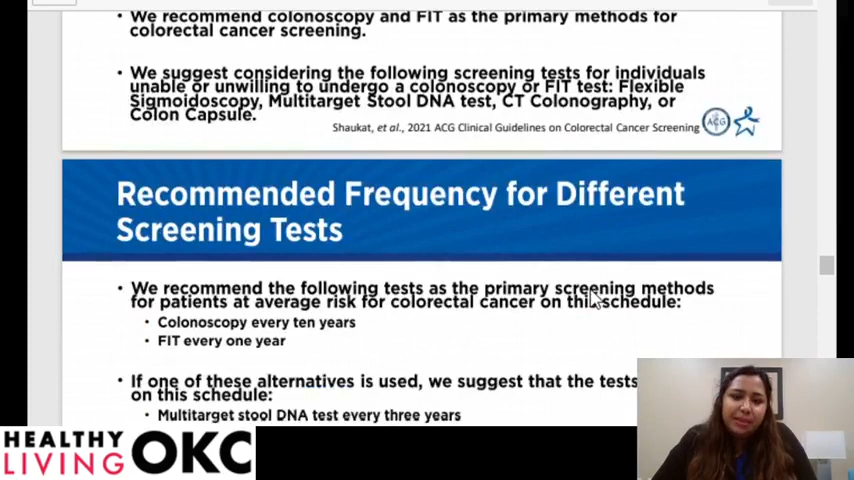 We recommend colonoscopy and FIT as the primary methods for
colorectal cancer screening.
We suggest considering the following screening tests for individuals
unable or unwilling to undergo a colonoscopy or FIT test: Flexible
Sigmoidoscopy, Multitarget Stool DNA test, CT Colonography, or
Colon Capsule.
Shaukat, et al., 2021 ACG Clinical Guidelines on Colorectal Cancer Screening
ACG
Recommended Frequency for Different
Screening Tests
We recommend the following tests as the primary screening methods
for patients at average risk for colorectal cancer on this schedule:
Colonoscopy every ten years
FIT every one year
If one of these alternatives is used, we suggest that the tests
on this schedule:
Multitarget stool DNA test every three years
HEALTHY
LIVING OKC